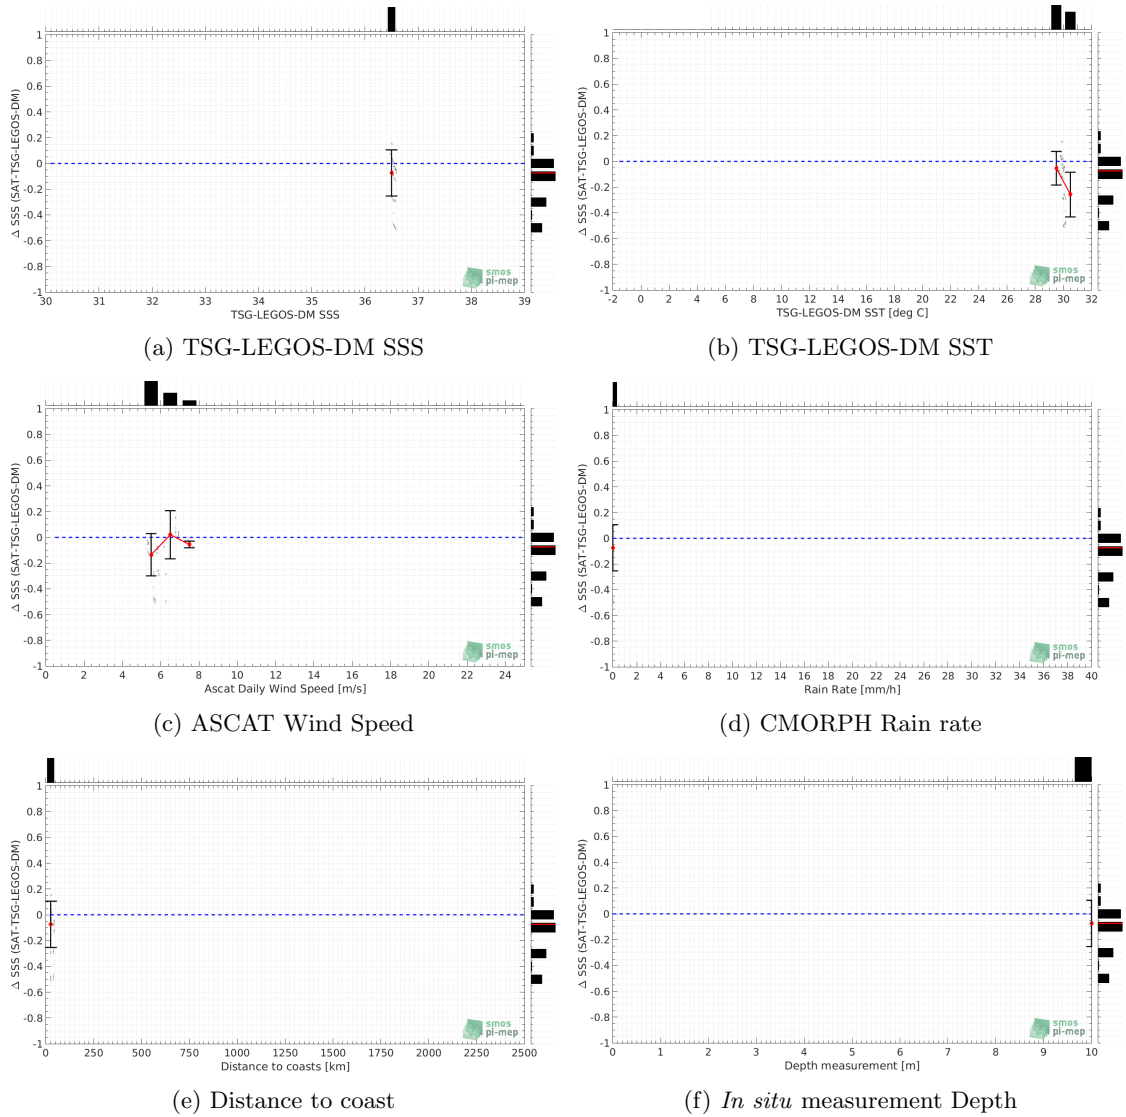 1
0.8
0.6
0.4
0.2
0
-0.2
-0.4
-0.6
-0.8
-1
Δ SSS (SAT-TSG-LEGOS-DM)
30 31 32 33 34 35 36 37 38 39
TSG-LEGOS-DM SSS
smos
pi-mep
(a) TSG-LEGOS-DM SSS
1
0.8
0.6
0.4
0.2
0
-0.2
-0.4
-0.6
-0.8
-1
Δ SSS (SAT-TSG-LEGOS-DM)
-2 0 2 4 6 8 10 12 14 16 18 20 22 24 26 28 30 32
TSG-LEGOS-DM SST [deg C]
smos
pi-mep
(b) TSG-LEGOS-DM SST
1
0.8
0.6
0.4
0.2
0
-0.2
-0.4
-0.6
-0.8
-1
Δ SSS (SAT-TSG-LEGOS-DM)
0 2 4 6 8 10 12 14 16 18 20 22 24
Ascat Daily Wind Speed [m/s]
smos
pi-mep
(c) ASCAT Wind Speed
1
0.8
0.6
0.4
0.2
0
-0.2
-0.4
-0.6
-0.8
-1
Δ SSS (SAT-TSG-LEGOS-DM)
0 2 4 6 8 10 12 14 16 18 20 22 24 26 28 30 32 34 36 38 40
Rain Rate [mm/h]
smos
pi-mep
(d) CMORPH Rain rate
1
0.8
0.6
0.4
0.2
0
-0.2
-0.4
-0.6
-0.8
-1
Δ SSS (SAT-TSG-LEGOS-DM)
0 250 500 750 1000 1250 1500 1750 2000 2250 2500
Distance to coasts [km]
smos
pi-mep
(e) Distance to coast
1
0.8
0.6
0.4
0.2
0
-0.2
-0.4
-0.6
-0.8
-1
Δ SSS (SAT-TSG-LEGOS-DM)
0 1 2 3 4 5 6 7 8 9 10
Depth measurement [m]
smos
pi-mep
(f) In situ measurement Depth